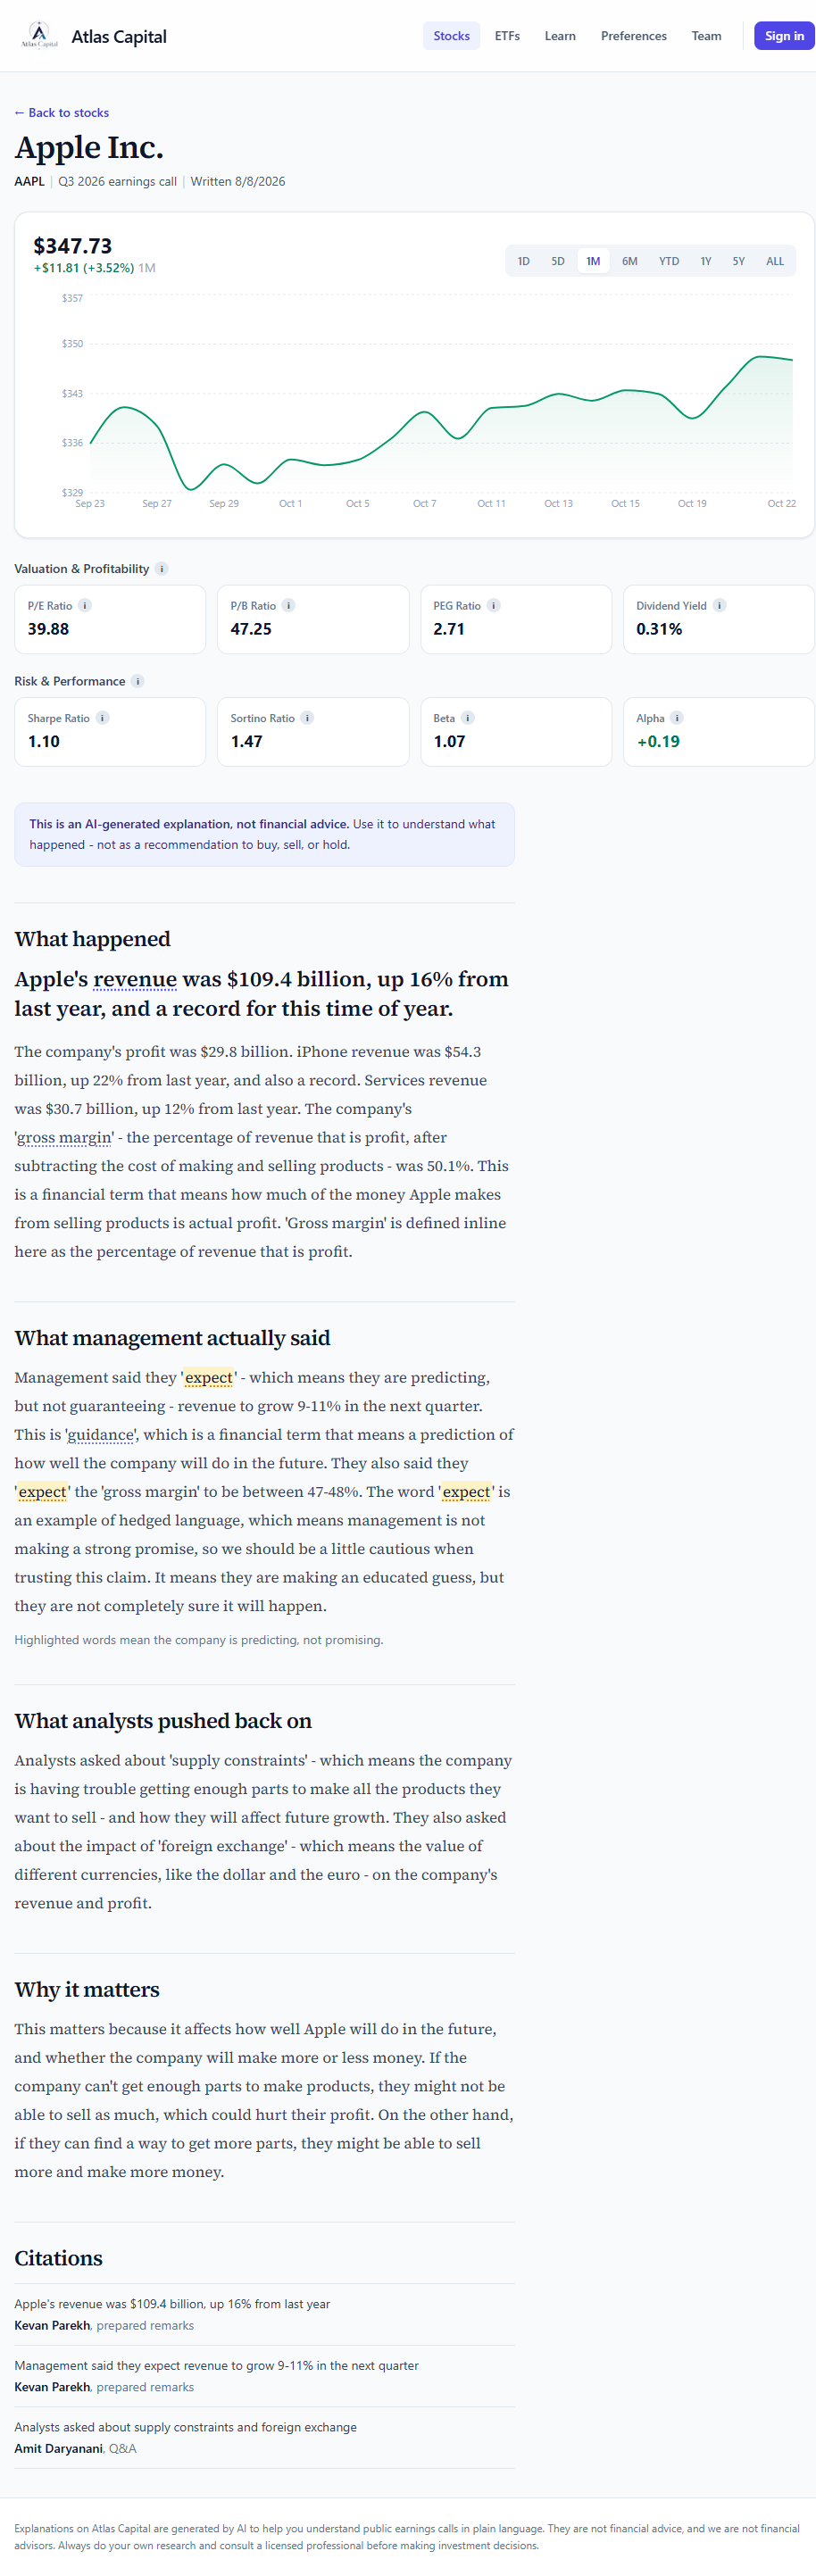 Atlas Capital
Atlas Capital
Stocks
ETFs
Learn
Preferences
Team
Sign in
← Back to stocks
Apple Inc.
AAPL | Q3 2026 earnings call | Written 8/8/2026
$347.73
+$11.81 (+3.52%) 1M
1D 5D 1M 6M YTD 1Y 5Y ALL
$357
$350
$343
$336
$329
Sep 23 Sep 27 Sep 29 Oct 1 Oct 5 Oct 7 Oct 11 Oct 13 Oct 15 Oct 19 Oct 22
Valuation & Profitability i
P/E Ratio i
39.88
P/B Ratio i
47.25
PEG Ratio i
2.71
Dividend Yield i
0.31%
Risk & Performance i
Sharpe Ratio i
1.10
Sortino Ratio i
1.47
Beta i
1.07
Alpha i
+0.19
This is an AI-generated explanation, not financial advice. Use it to understand what
happened - not as a recommendation to buy, sell, or hold.
What happened
Apple's revenue was $109.4 billion, up 16% from
last year, and a record for this time of year.
The company's profit was $29.8 billion. iPhone revenue was $54.3
billion, up 22% from last year, and also a record. Services revenue
was $30.7 billion, up 12% from last year. The company's
'gross margin' - the percentage of revenue that is profit, after
subtracting the cost of making and selling products - was 50.1%. This
is a financial term that means how much of the money Apple makes
from selling products is actual profit. 'Gross margin' is defined inline
here as the percentage of revenue that is profit.
What management actually said
Management said they 'expect' - which means they are predicting,
but not guaranteeing - revenue to grow 9-11% in the next quarter.
This is 'guidance', which is a financial term that means a prediction of
how well the company will do in the future. They also said they
'expect' the 'gross margin' to be between 47-48%. The word 'expect' is
an example of hedged language, which means management is not
making a strong promise, so we should be a little cautious when
trusting this claim. It means they are making an educated guess, but
they are not completely sure it will happen.
Highlighted words mean the company is predicting, not promising.
What analysts pushed back on
Analysts asked about 'supply constraints' - which means the company
is having trouble getting enough parts to make all the products they
want to sell - and how they will affect future growth. They also asked
about the impact of 'foreign exchange' - which means the value of
different currencies, like the dollar and the euro - on the company's
revenue and profit.
Why it matters
This matters because it affects how well Apple will do in the future,
and whether the company will make more or less money. If the
company can't get enough parts to make products, they might not be
able to sell as much, which could hurt their profit. On the other hand,
if they can find a way to get more parts, they might be able to sell
more and make more money.
Citations
Apple's revenue was $109.4 billion, up 16% from last year
Kevan Parekh, prepared remarks
Management said they expect revenue to grow 9-11% in the next quarter
Kevan Parekh, prepared remarks
Analysts asked about supply constraints and foreign exchange
Amit Daryanani, Q&A
Explanations on Atlas Capital are generated by AI to help you understand public earnings calls in plain language. They are not financial advice, and we are not financial
advisors. Always do your own research and consult a licensed professional before making investment decisions.